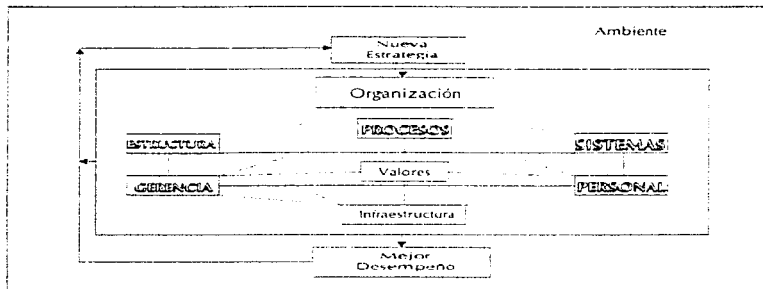 Ambiente
Nueva
Estrategia
Organización
PROCESOS
ESTRUCTURA
SISTEMAS
Valores
GERENCIA
PERSONAL
Infraestructura
Mejor
Desempeño